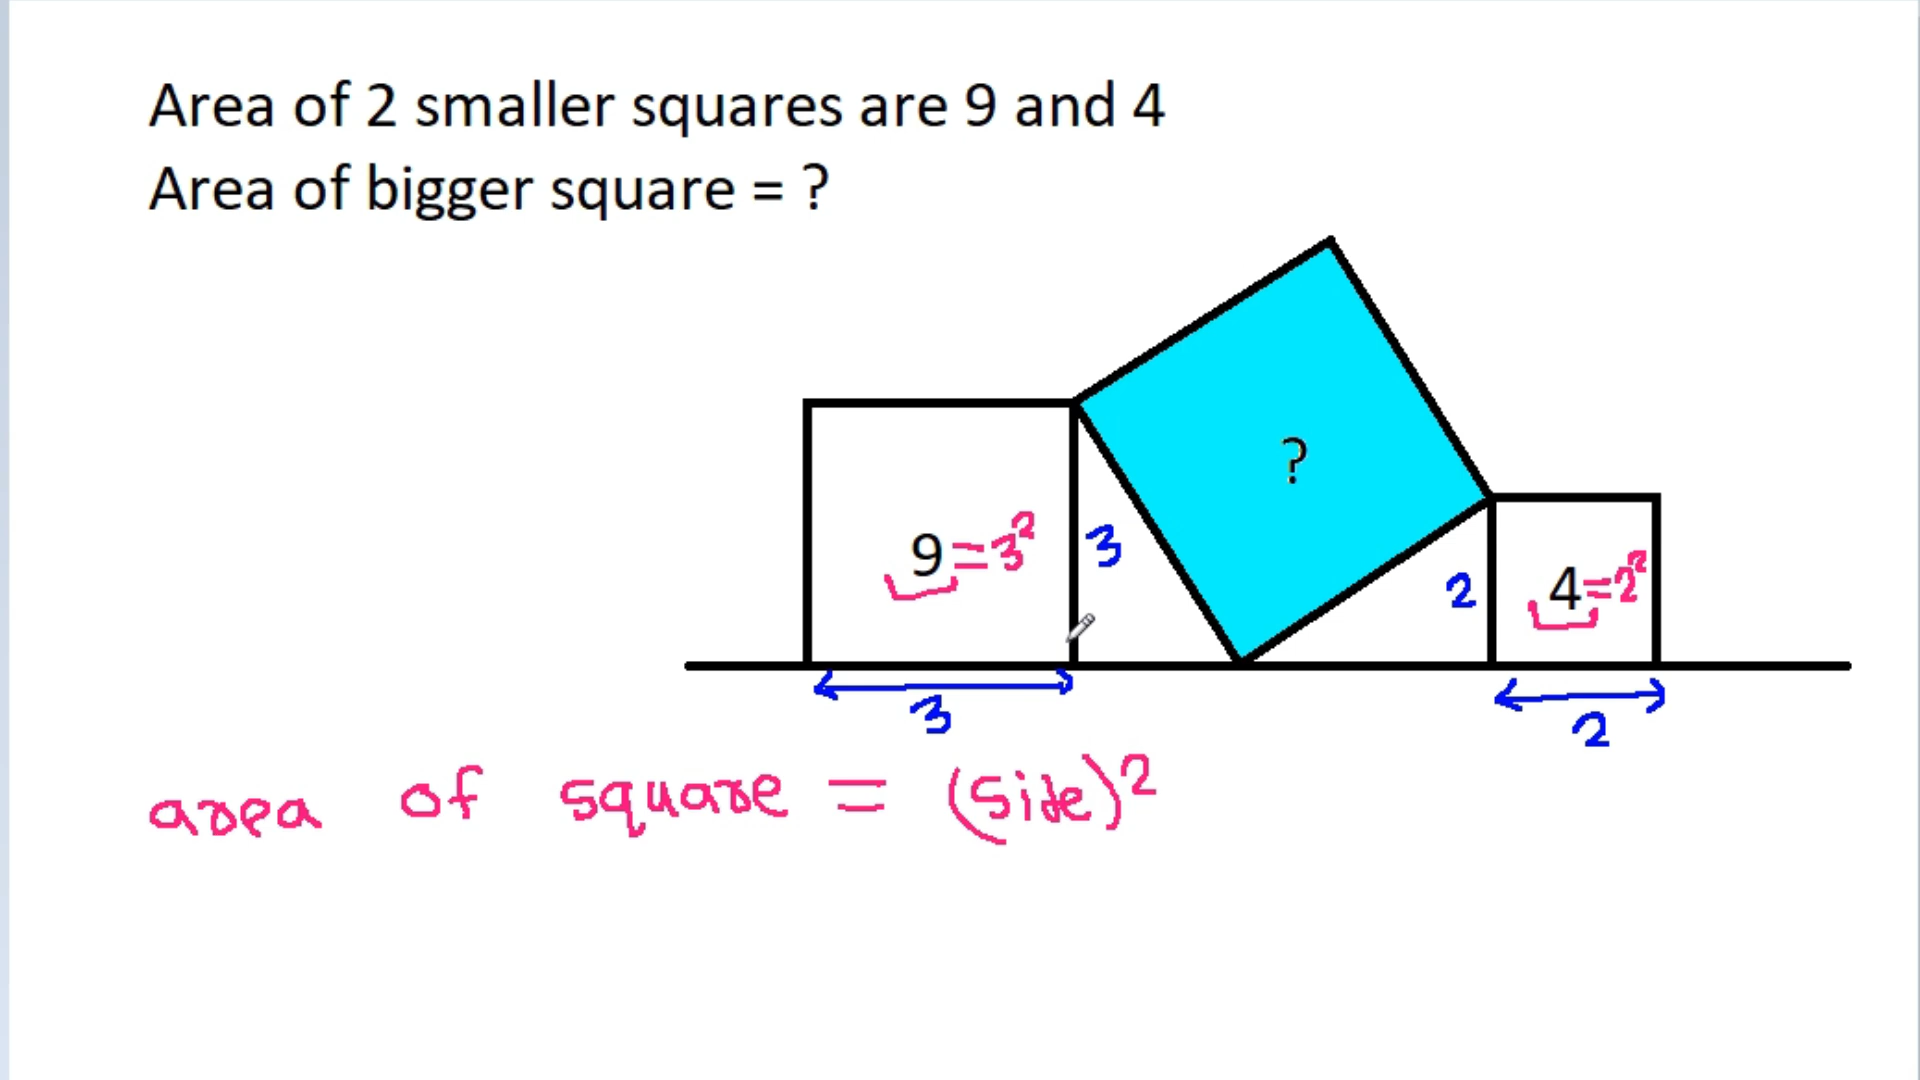 Area of 2 smaller squares are 9 and 4
Area of bigger square = ?
?
9 = 3²
3
2
4 = 2²
3
2
area of square = (Side)²